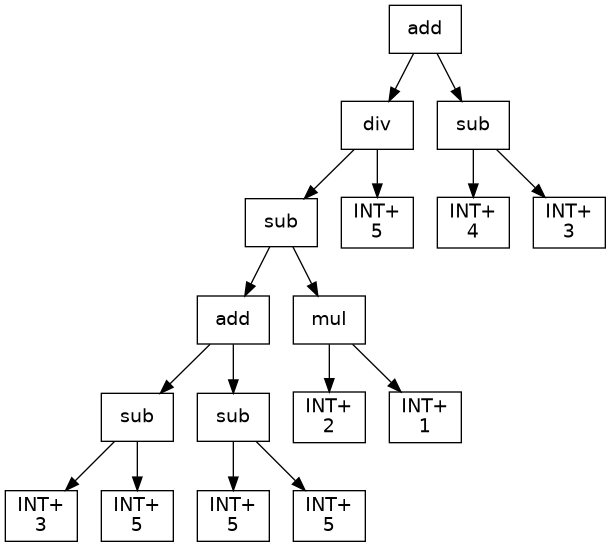 add
div
sub
sub
INT+
5
INT+
4
INT+
3
add
mul
sub
sub
INT+
2
INT+
1
INT+
3
INT+
5
INT+
5
INT+
5